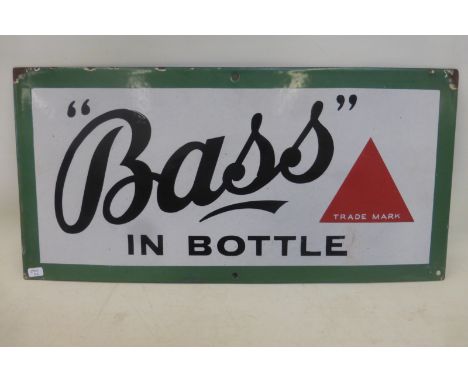 "Bass"
IN BOTTLE
TRADE MARK